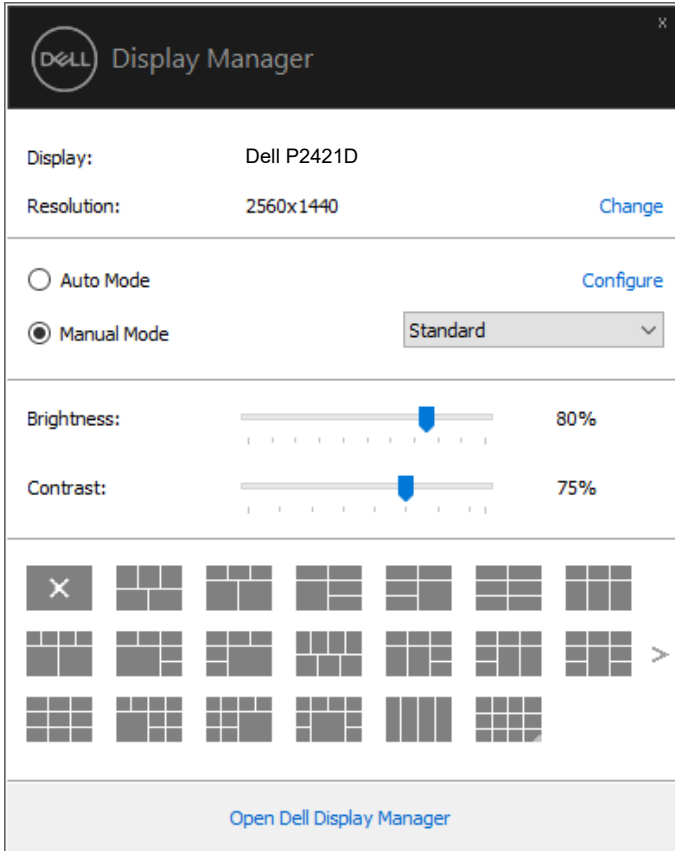 x
DELL Display Manager
Display: Dell P2421D
Resolution: 2560x1440 Change
Auto Mode Configure
Manual Mode Standard
Brightness: 80%
Contrast: 75%
>
Open Dell Display Manager